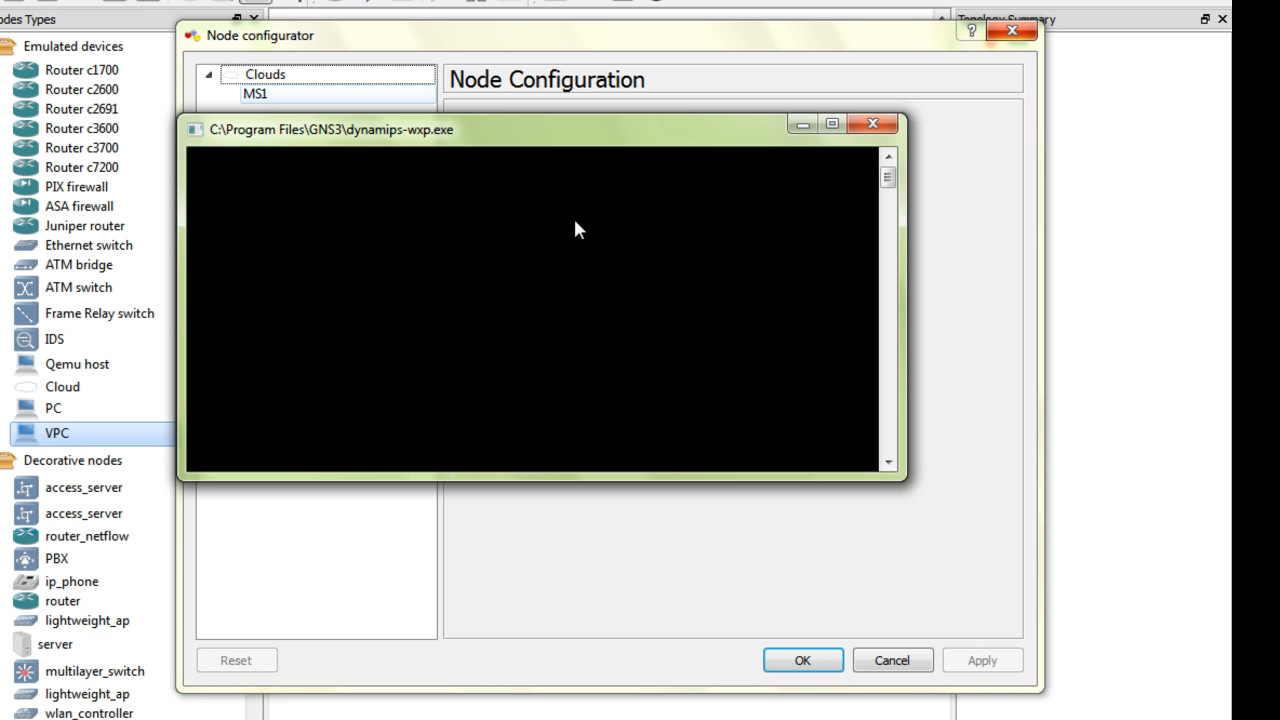 odes Types
Emulated devices
Router c1700
Router c2600
Router c2691
Router c3600
Router c3700
Router c7200
PIX firewall
ASA firewall
Juniper router
Ethernet switch
ATM bridge
ATM switch
Frame Relay switch
IDS
Qemu host
Cloud
PC
VPC
Decorative nodes
access_server
access_server
router_netflow
PBX
ip_phone
router
lightweight_ap
server
multilayer_switch
lightweight_ap
wlan_controller
Node configurator
Clouds
MS1
Node Configuration
C:\Program Files\GNS3\dynamips-wxp.exe
Reset
OK
Cancel
Apply
Topology Summary